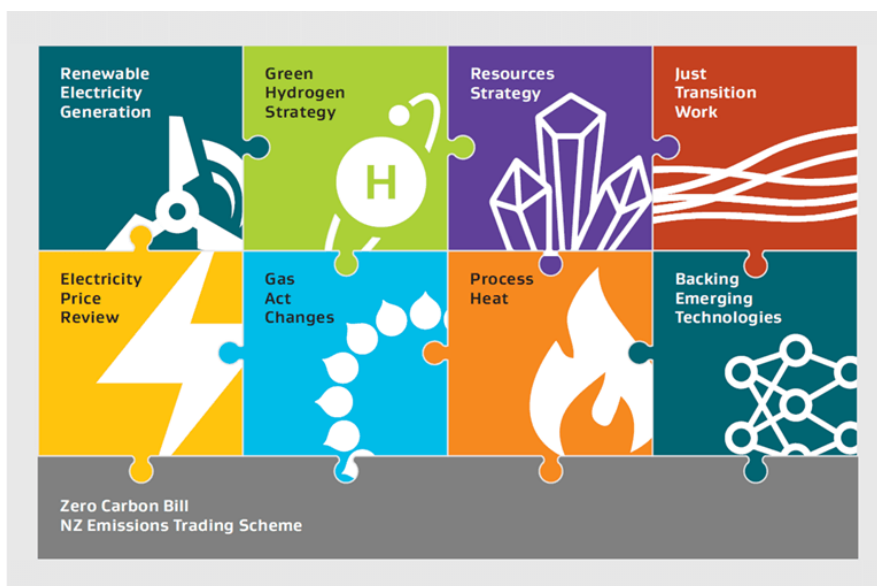 Renewable
Electricity
Generation
Green
Hydrogen
Strategy
H
Resources
Strategy
Just
Transition
Work
Electricity
Price
Review
Gas
Act
Changes
Process
Heat
Backing
Emerging
Technologies
Zero Carbon Bill
NZ Emissions Trading Scheme